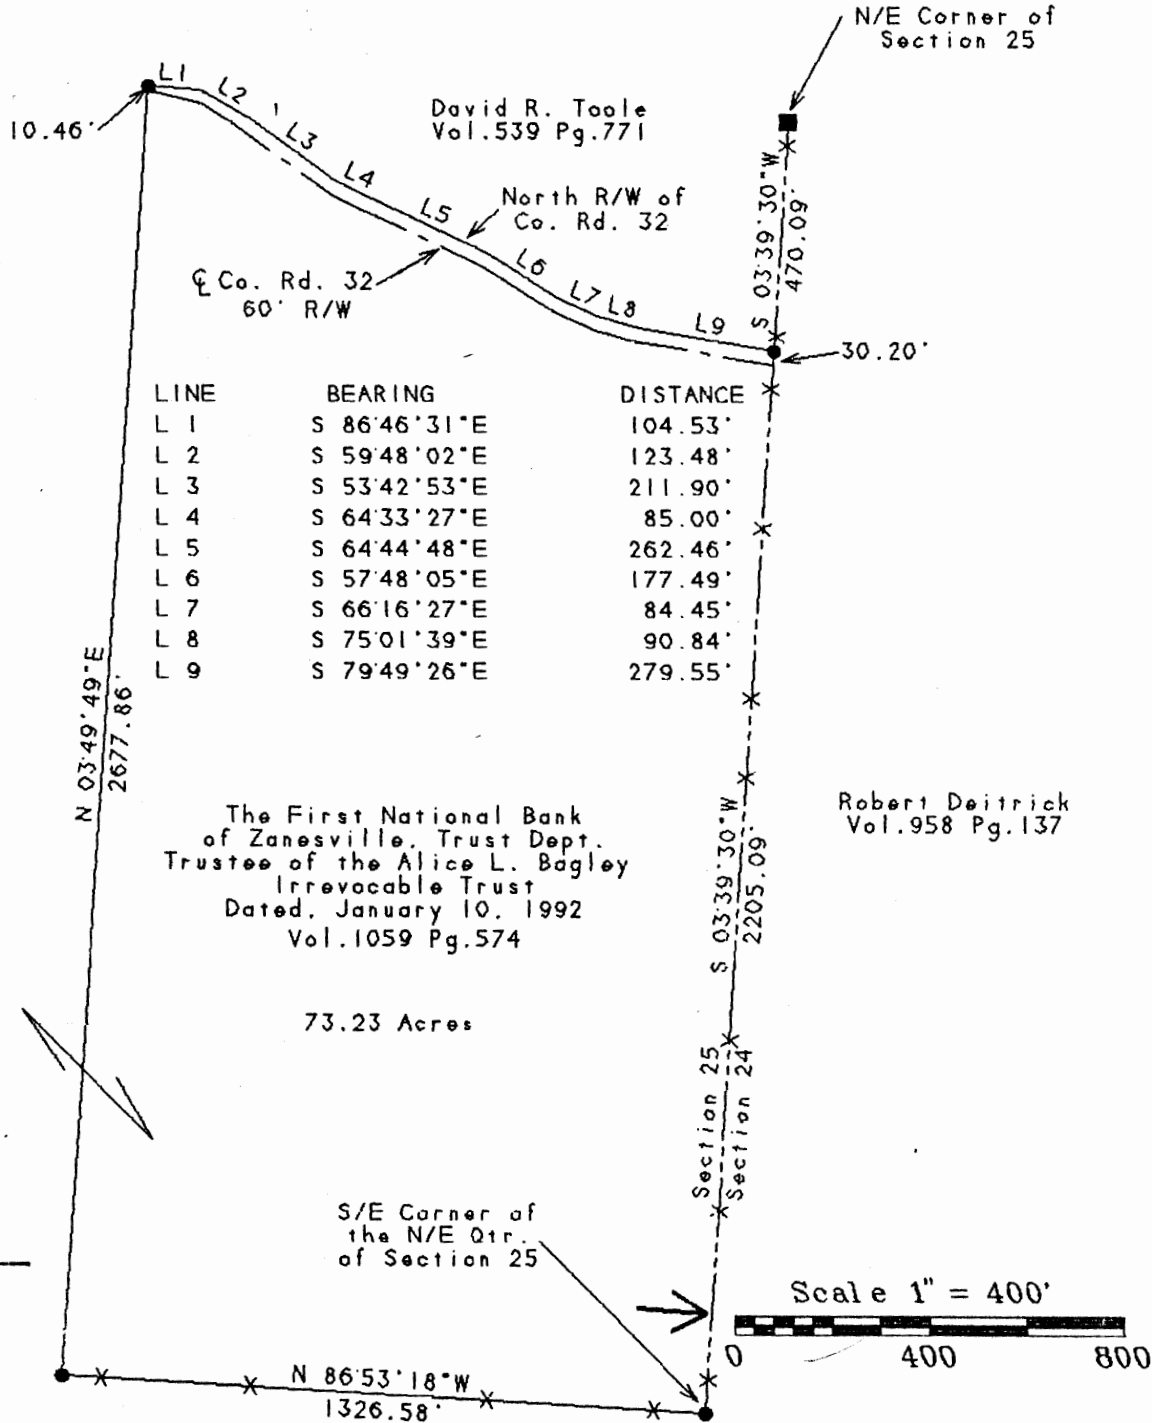 N/E Corner of
Section 25
L1
L2
L3
L4
L5
L6
L7
L8
L9
10.46'
David R. Toole
Vol.539 Pg.771
North R/W of
Co. Rd. 32
℄ Co. Rd. 32
60' R/W
S 03°39'30"W
470.09'
30.20'
LINE BEARING DISTANCE
L 1 S 86°46'31"E 104.53'
L 2 S 59°48'02"E 123.48'
L 3 S 53°42'53"E 211.90'
L 4 S 64°33'27"E 85.00'
L 5 S 64°44'48"E 262.46'
L 6 S 57°48'05"E 177.49'
L 7 S 66°16'27"E 84.45'
L 8 S 75°01'39"E 90.84'
L 9 S 79°49'26"E 279.55'
N 03°49'49"E
2677.86'
The First National Bank
of Zanesville, Trust Dept.
Trustee of the Alice L. Bagley
Irrevocable Trust
Dated, January 10, 1992
Vol.1059 Pg.574
73.23 Acres
S 03°39'30"W
2205.09'
Robert Deitrick
Vol.958 Pg.137
Section 25
Section 24
S/E Corner of
the N/E Qtr.
of Section 25
Scale 1" = 400'
0 400 800
N 86°53'18"W
1326.58'